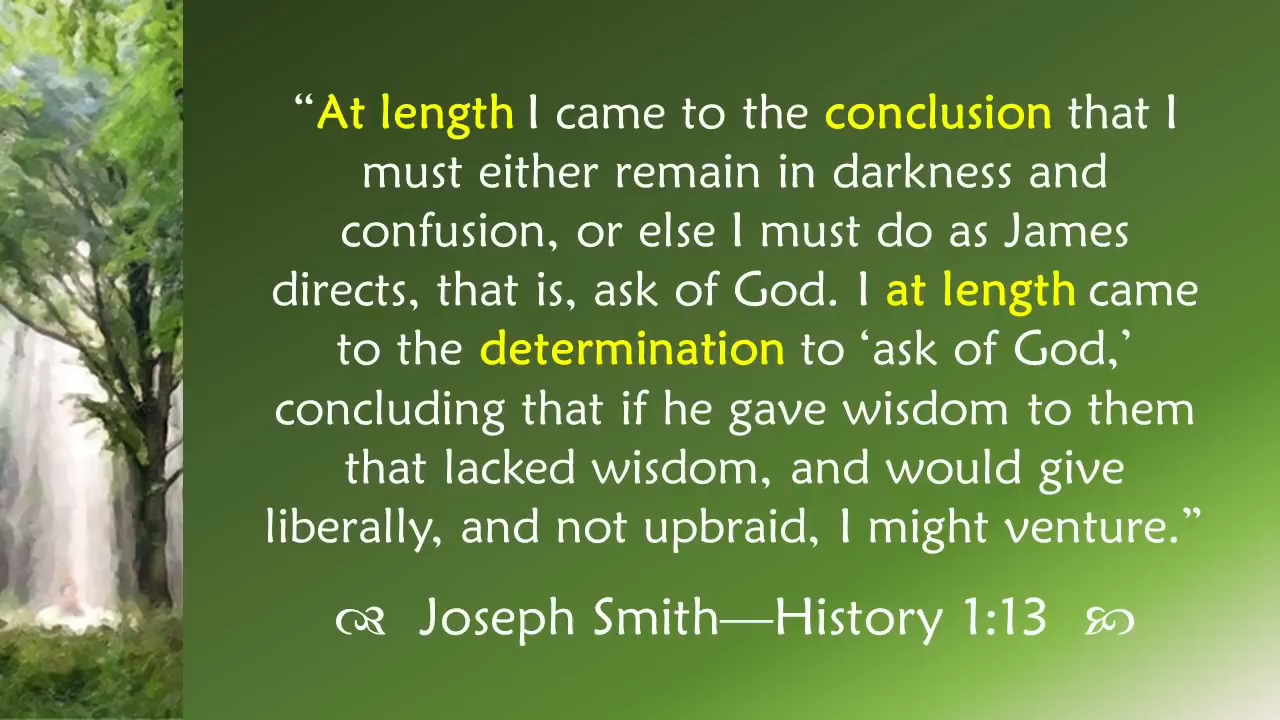 “At length I came to the conclusion that I
must either remain in darkness and
confusion, or else I must do as James
directs, that is, ask of God. I at length came
to the determination to ‘ask of God,’
concluding that if he gave wisdom to them
that lacked wisdom, and would give
liberally, and not upbraid, I might venture.”
Joseph Smith—History 1:13